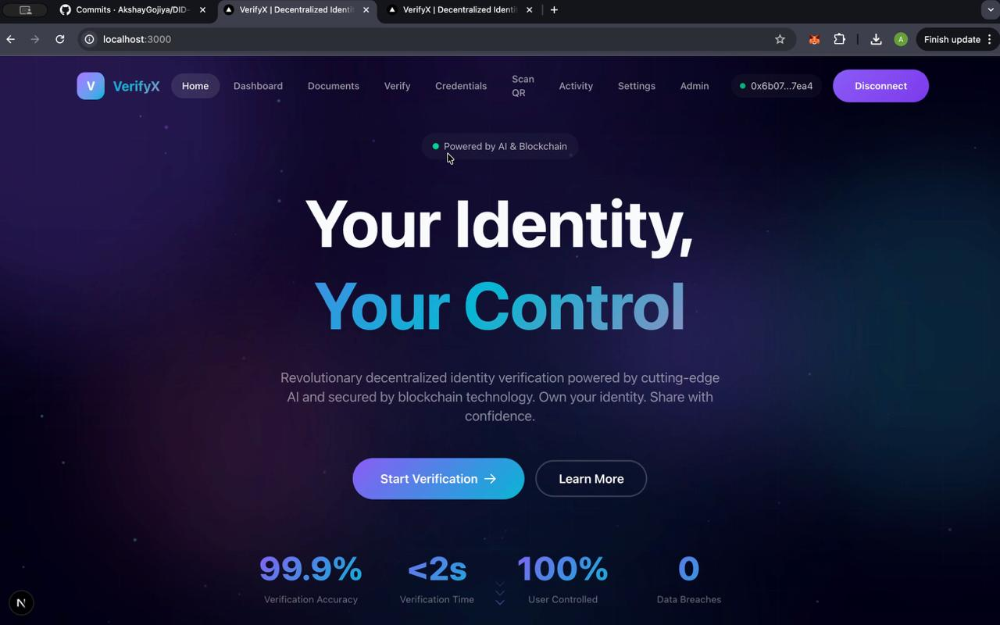 Commits · AkshayGojiya/DID-
VerifyX | Decentralized Identi
VerifyX | Decentralized Identi
localhost:3000
A
Finish update
V
VerifyX
Home
Dashboard
Documents
Verify
Credentials
Scan
QR
Activity
Settings
Admin
0x6b07...7ea4
Disconnect
Powered by AI & Blockchain
Your Identity,
Your Control
Revolutionary decentralized identity verification powered by cutting-edge
AI and secured by blockchain technology. Own your identity. Share with
confidence.
Start Verification →
Learn More
99.9%
<2s
100%
0
Verification Accuracy
Verification Time
User Controlled
Data Breaches
N